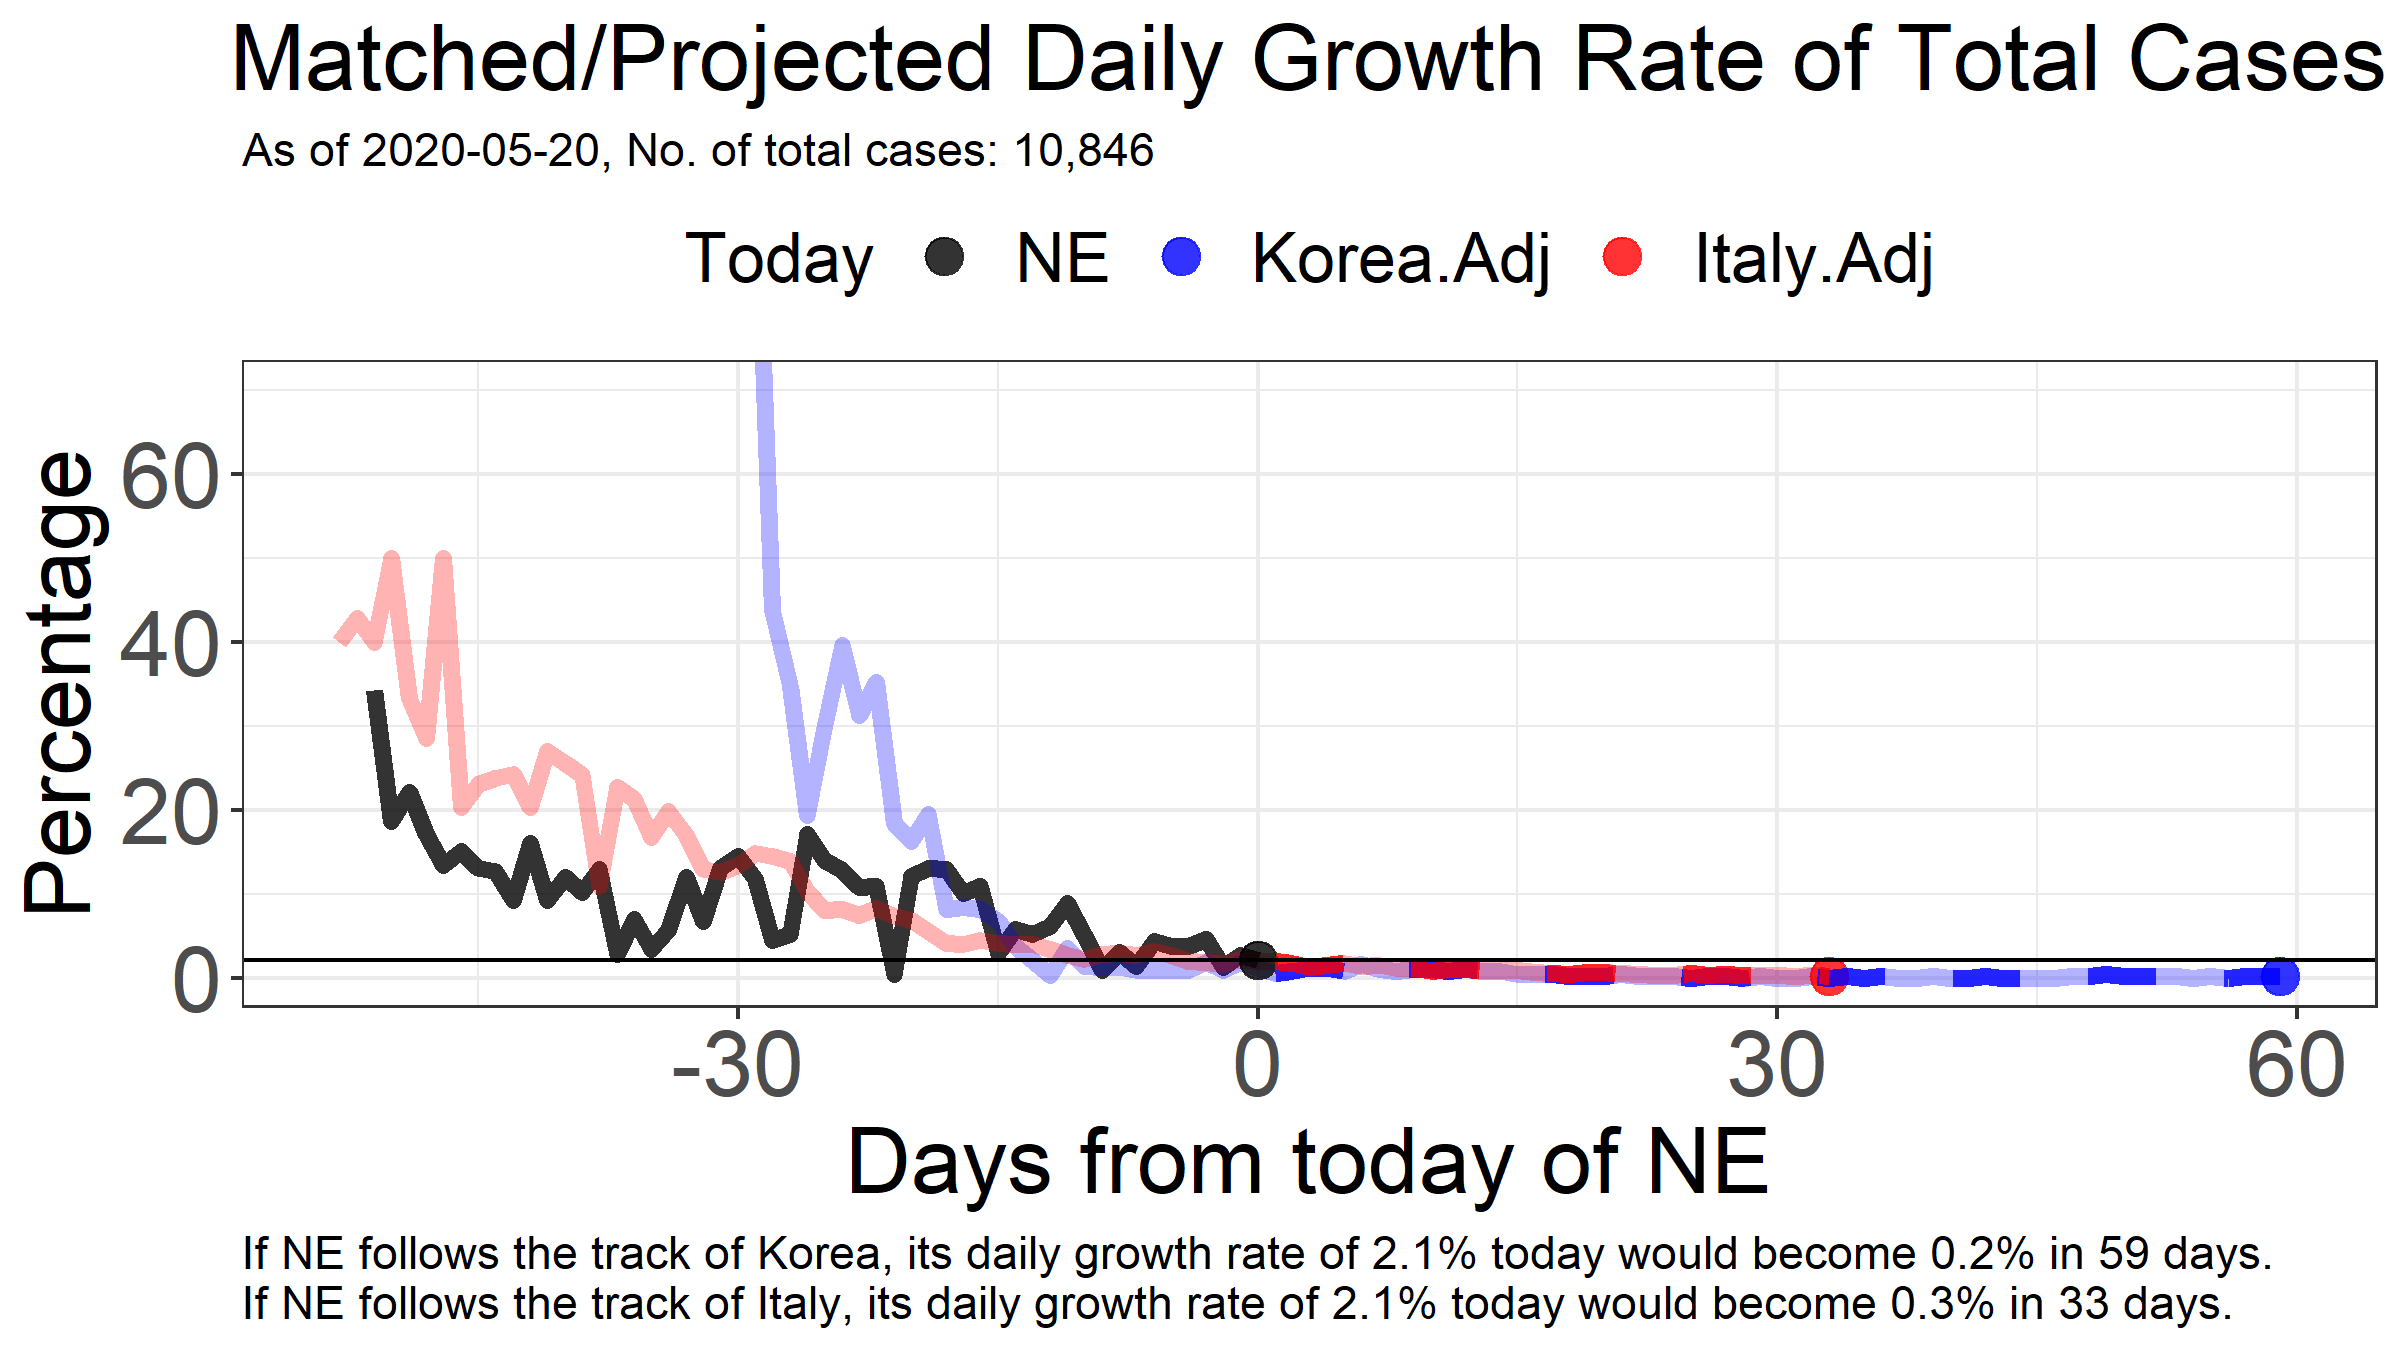 Matched/Projected Daily Growth Rate of Total Cases
As of 2020-05-20, No. of total cases: 10,846
Today NE Korea.Adj Italy.Adj
Percentage
60
40
20
0
-30 0 30 60
Days from today of NE
If NE follows the track of Korea, its daily growth rate of 2.1% today would become 0.2% in 59 days.
If NE follows the track of Italy, its daily growth rate of 2.1% today would become 0.3% in 33 days.